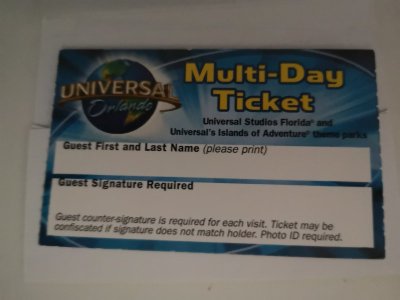 UNIVERSAL
Orlando
Multi-Day
Ticket
Universal Studios Florida® and
Universal's Islands of Adventure® theme parks
Guest First and Last Name (please print)
Guest Signature Required
Guest counter-signature is required for each visit. Ticket may be
confiscated if signature does not match holder. Photo ID required.